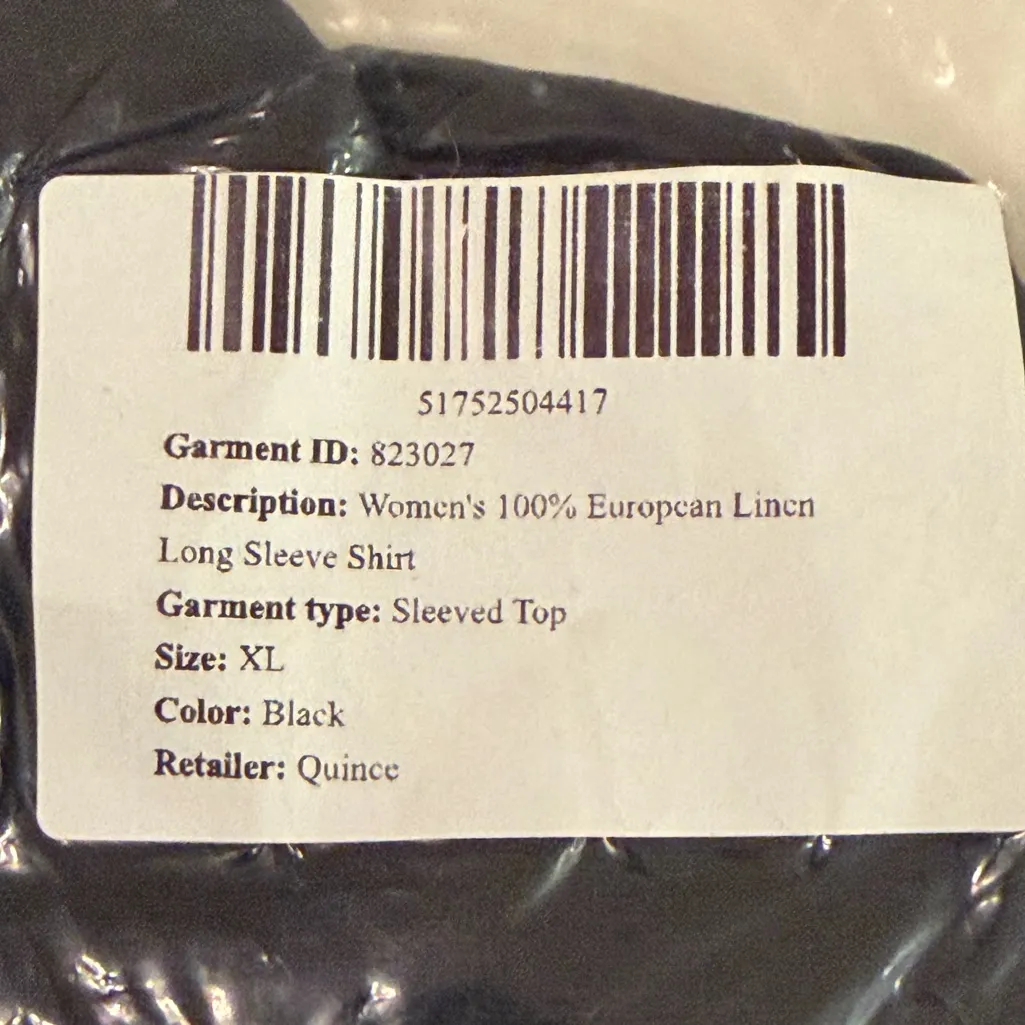 51752504417
Garment ID: 823027
Description: Women's 100% European Linen
Long Sleeve Shirt
Garment type: Sleeved Top
Size: XL
Color: Black
Retailer: Quince